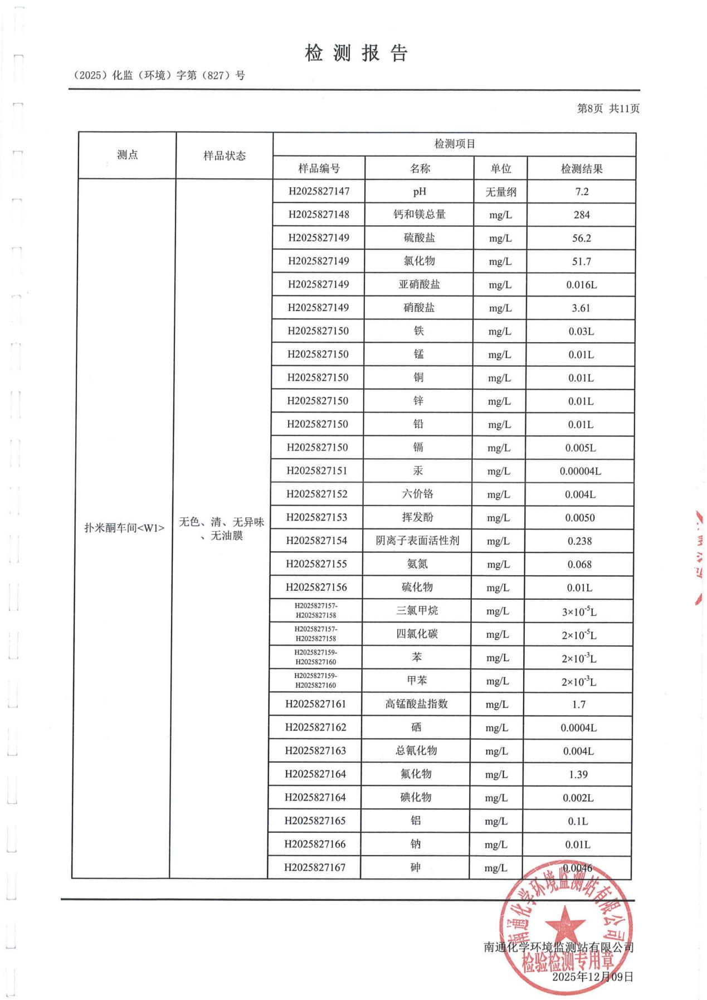 检测报告
（2025）化监（环境）字第（827）号
第8页 共11页
测点 样品状态 检测项目
样品编号 名称 单位 检测结果
扑米酮车间<W1>
无色、清、无异味
、无油膜
H2025827147 pH 无量纲 7.2
H2025827148 钙和镁总量 mg/L 284
H2025827149 硫酸盐 mg/L 56.2
H2025827149 氯化物 mg/L 51.7
H2025827149 亚硝酸盐 mg/L 0.016L
H2025827149 硝酸盐 mg/L 3.61
H2025827150 铁 mg/L 0.03L
H2025827150 锰 mg/L 0.01L
H2025827150 铜 mg/L 0.01L
H2025827150 锌 mg/L 0.01L
H2025827150 铅 mg/L 0.01L
H2025827150 镉 mg/L 0.005L
H2025827151 汞 mg/L 0.00004L
H2025827152 六价铬 mg/L 0.004L
H2025827153 挥发酚 mg/L 0.0050
H2025827154 阴离子表面活性剂 mg/L 0.238
H2025827155 氨氮 mg/L 0.068
H2025827156 硫化物 mg/L 0.01L
H2025827157-
H2025827158 三氯甲烷 mg/L 3×10⁻⁵L
H2025827157-
H2025827158 四氯化碳 mg/L 2×10⁻⁵L
H2025827159-
H2025827160 苯 mg/L 2×10⁻³L
H2025827159-
H2025827160 甲苯 mg/L 2×10⁻³L
H2025827161 高锰酸盐指数 mg/L 1.7
H2025827162 硒 mg/L 0.0004L
H2025827163 总氰化物 mg/L 0.004L
H2025827164 氟化物 mg/L 1.39
H2025827164 碘化物 mg/L 0.002L
H2025827165 铝 mg/L 0.1L
H2025827166 钠 mg/L 0.01L
H2025827167 砷 mg/L 0.0046
南通化学环境监测站有限公司
南通化学环境监测站有限公司
检验检测专用章
2025年12月09日